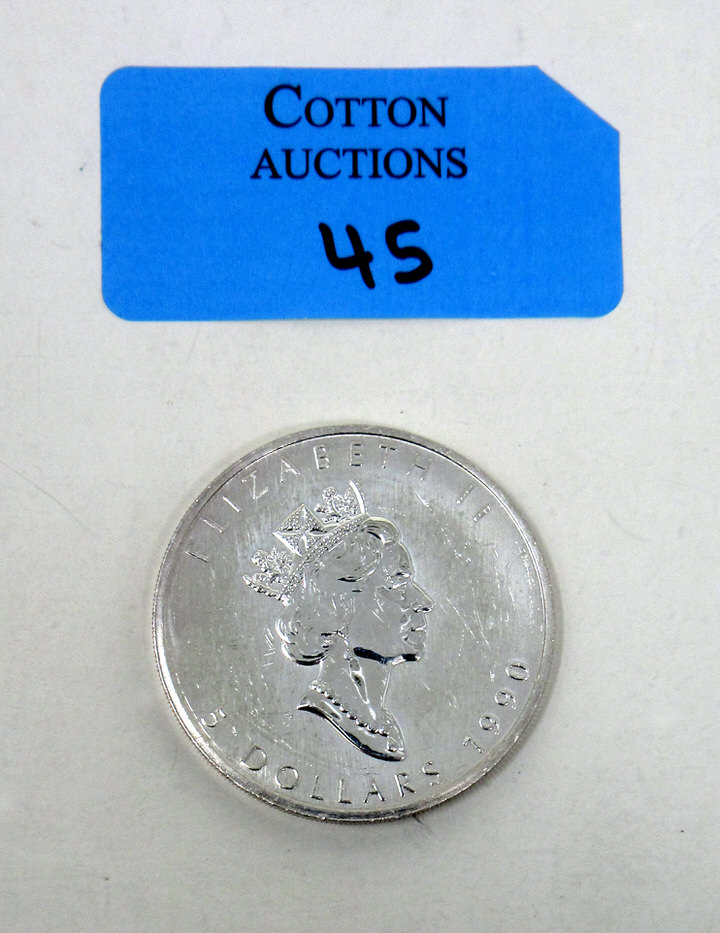 COTTON
AUCTIONS
45
ELIZABETH II
5 DOLLARS 1990